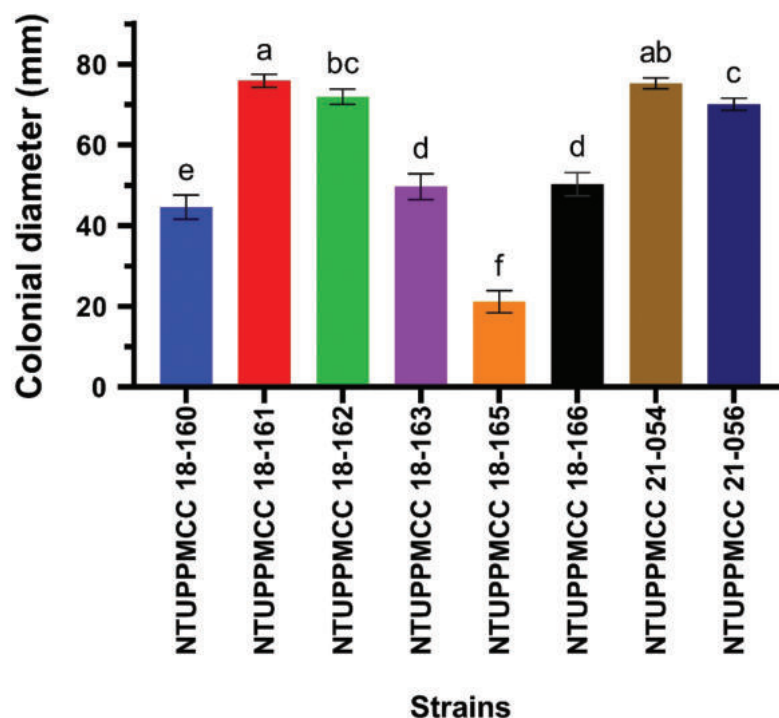 Colonial diameter (mm)
80
60
40
20
0
e
a
bc
d
f
d
ab
c
NTUPPMCC 18-160
NTUPPMCC 18-161
NTUPPMCC 18-162
NTUPPMCC 18-163
NTUPPMCC 18-165
NTUPPMCC 18-166
NTUPPMCC 21-054
NTUPPMCC 21-056
Strains